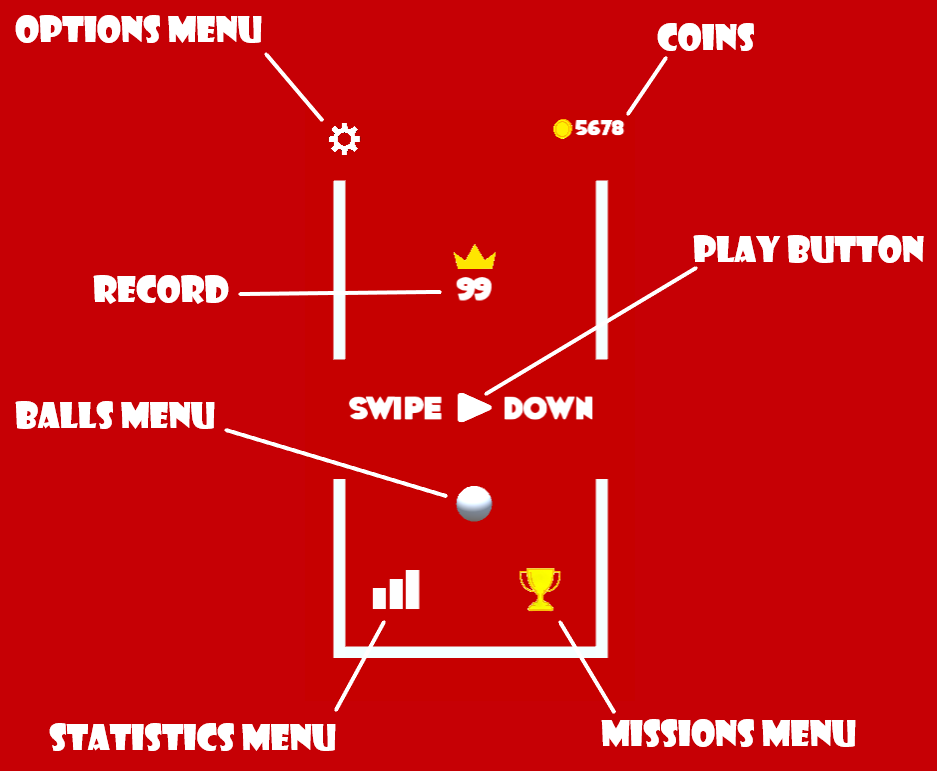 OPTIONS MENU
COINS
5678
PLAY BUTTON
RECORD
99
SWIPE DOWN
BALLS MENU
STATISTICS MENU
MISSIONS MENU